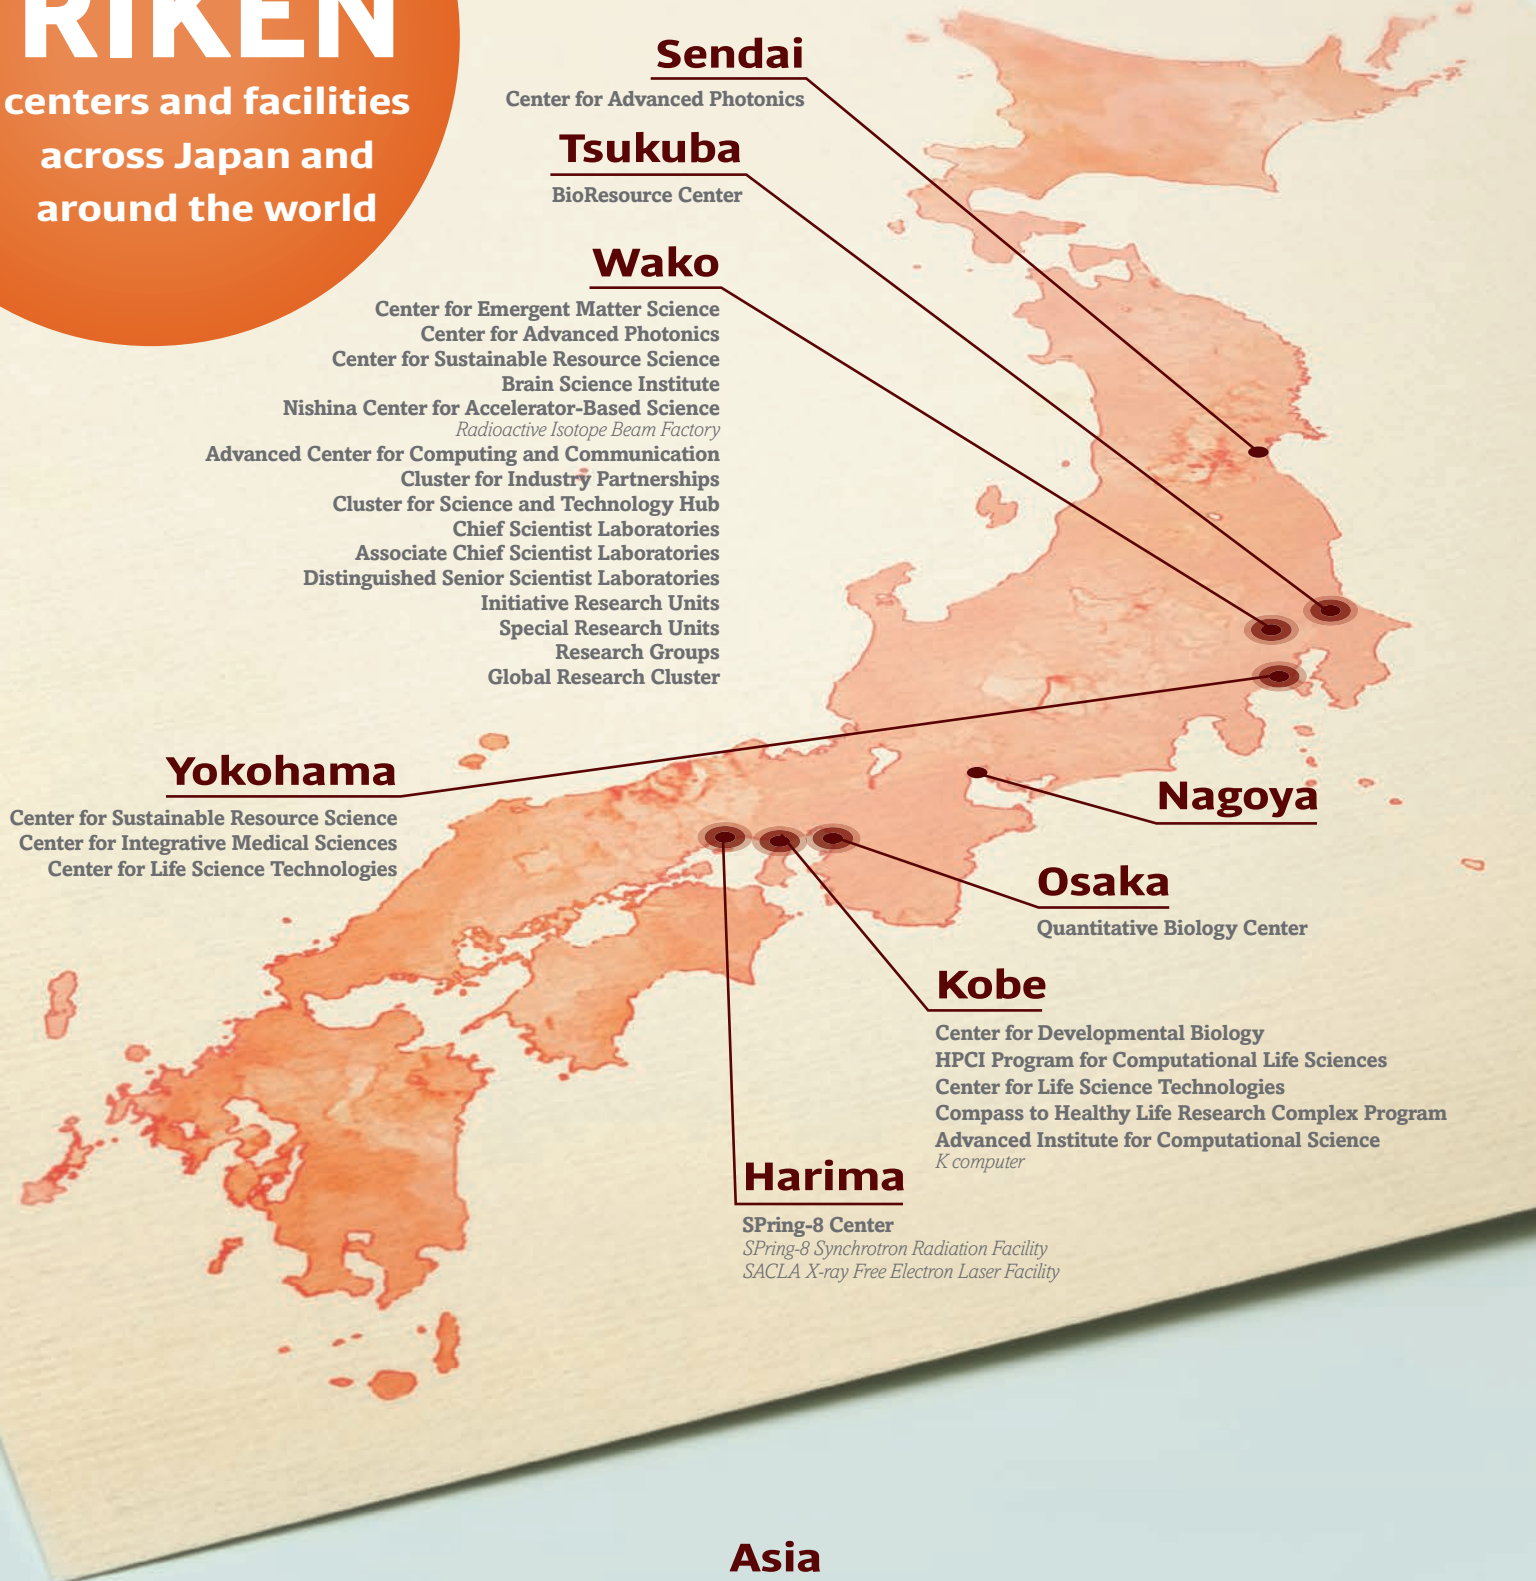 RIKEN
centers and facilities
across Japan and
around the world
Sendai
Center for Advanced Photonics
Tsukuba
BioResource Center
Wako
Center for Emergent Matter Science
Center for Advanced Photonics
Center for Sustainable Resource Science
Brain Science Institute
Nishina Center for Accelerator-Based Science
Radioactive Isotope Beam Factory
Advanced Center for Computing and Communication
Cluster for Industry Partnerships
Cluster for Science and Technology Hub
Chief Scientist Laboratories
Associate Chief Scientist Laboratories
Distinguished Senior Scientist Laboratories
Initiative Research Units
Special Research Units
Research Groups
Global Research Cluster
Yokohama
Center for Sustainable Resource Science
Center for Integrative Medical Sciences
Center for Life Science Technologies
Nagoya
Osaka
Quantitative Biology Center
Kobe
Center for Developmental Biology
HPCI Program for Computational Life Sciences
Center for Life Science Technologies
Compass to Healthy Life Research Complex Program
Advanced Institute for Computational Science
K computer
Harima
SPring-8 Center
SPring-8 Synchrotron Radiation Facility
SACLA X-ray Free Electron Laser Facility
Asia